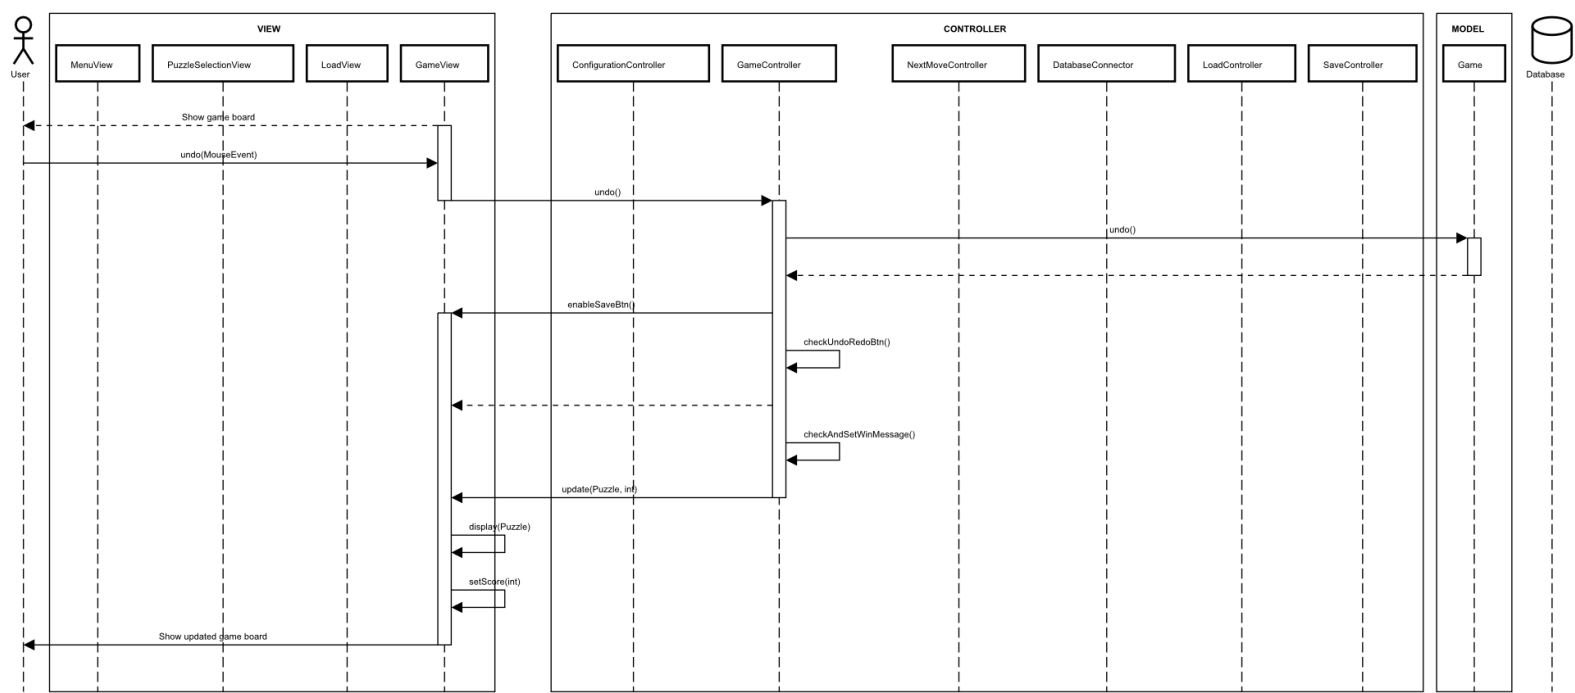 VIEW
CONTROLLER
MODEL
MenuView
PuzzleSelectionView
LoadView
GameView
ConfigurationController
GameController
NextMoveController
DatabaseConnector
LoadController
SaveController
Game
User
Database
Show game board
undo(MouseEvent)
undo()
undo()
enableSaveBtn()
checkUndoRedoBtn()
checkAndSetWinMessage()
update(Puzzle, int)
display(Puzzle)
setScore(int)
Show updated game board